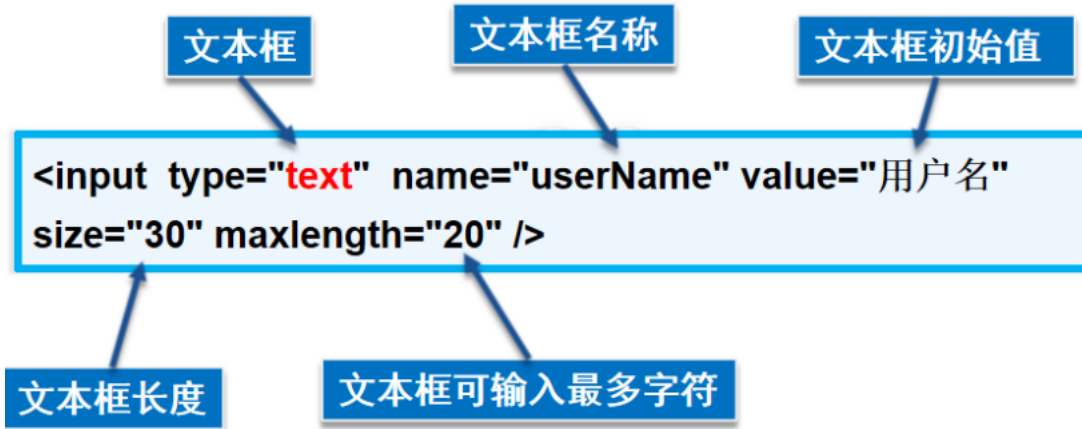 文本框
文本框名称
文本框初始值
<input type="text" name="userName" value="用户名"
size="30" maxlength="20" />
文本框长度
文本框可输入最多字符